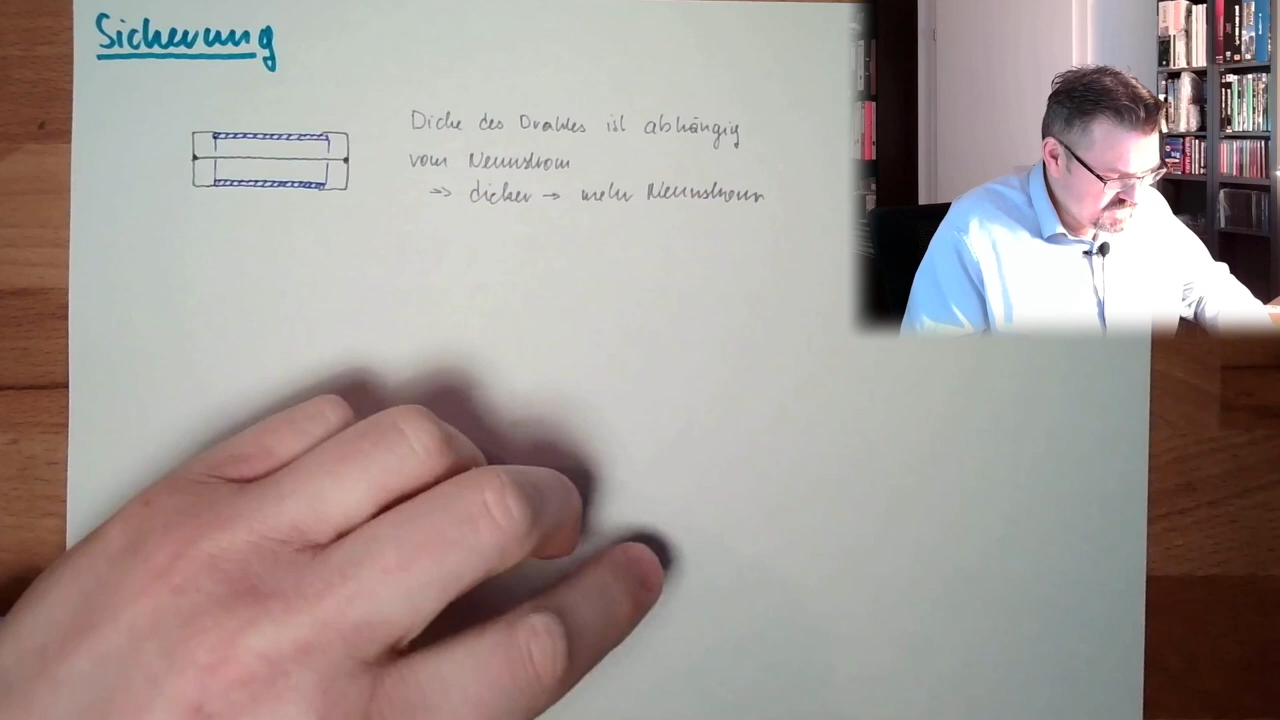 Sicherung
Dicke des Drahtes ist abhängig
vom Nennstrom
=> dicker → mehr Nennstrom